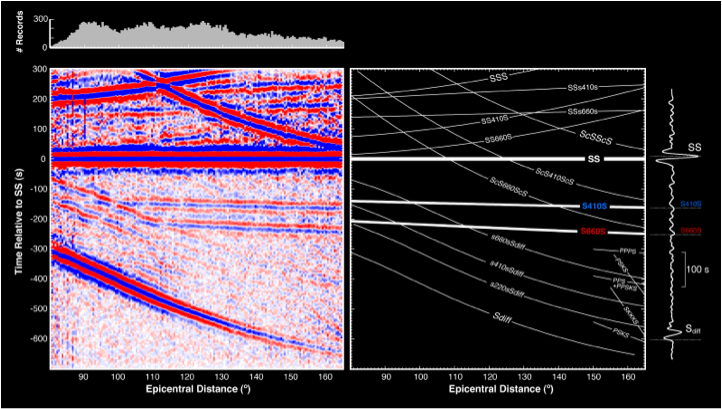 # Records
300
0
Time Relative to SS (s)
300
200
100
0
-100
-200
-300
-400
-500
-600
90 100 110 120 130 140 150 160
Epicentral Distance (º)
SSS
SSs410s
SS410S
SSs660s
SS660S
ScSScS
SS
ScS410ScS
ScS660ScS
S410S
S660S
s660sSdiff
s410sSdiff
s220sSdiff
Sdiff
PPPS
PSKS
PPS
+PPSKS
SKKKS
PSKS
90 100 110 120 130 140 150 160
Epicentral Distance (º)
SS
S410S
S660S
100 s
Sdiff